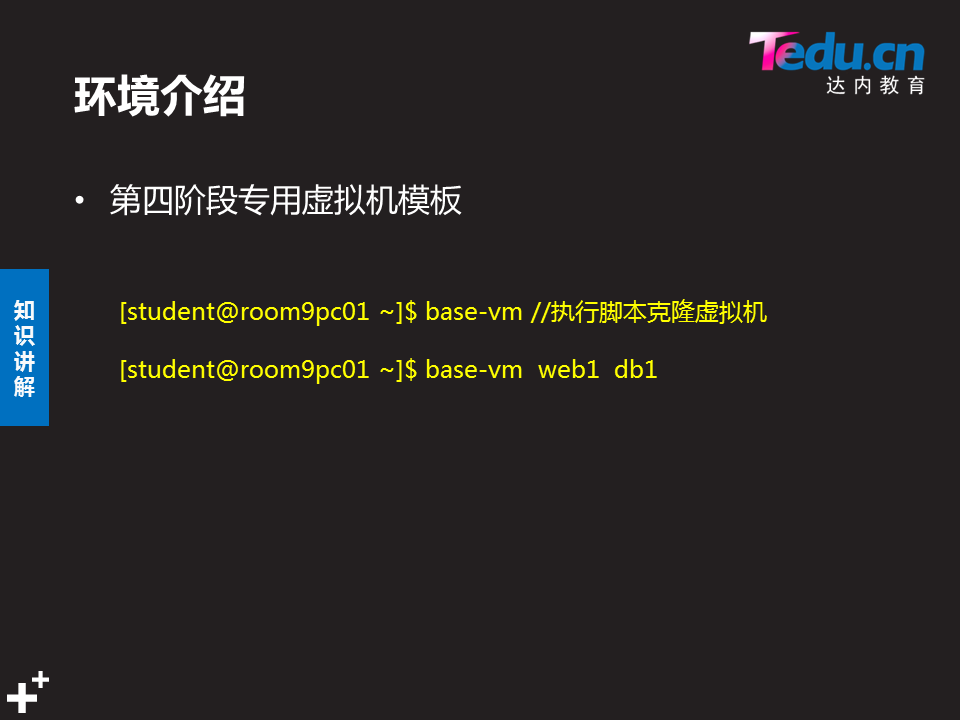 Tedu.cn
达内教育
环境介绍
• 第四阶段专用虚拟机模板
知识讲解
[student@room9pc01 ~]$ base-vm //执行脚本克隆虚拟机
[student@room9pc01 ~]$ base-vm  web1  db1